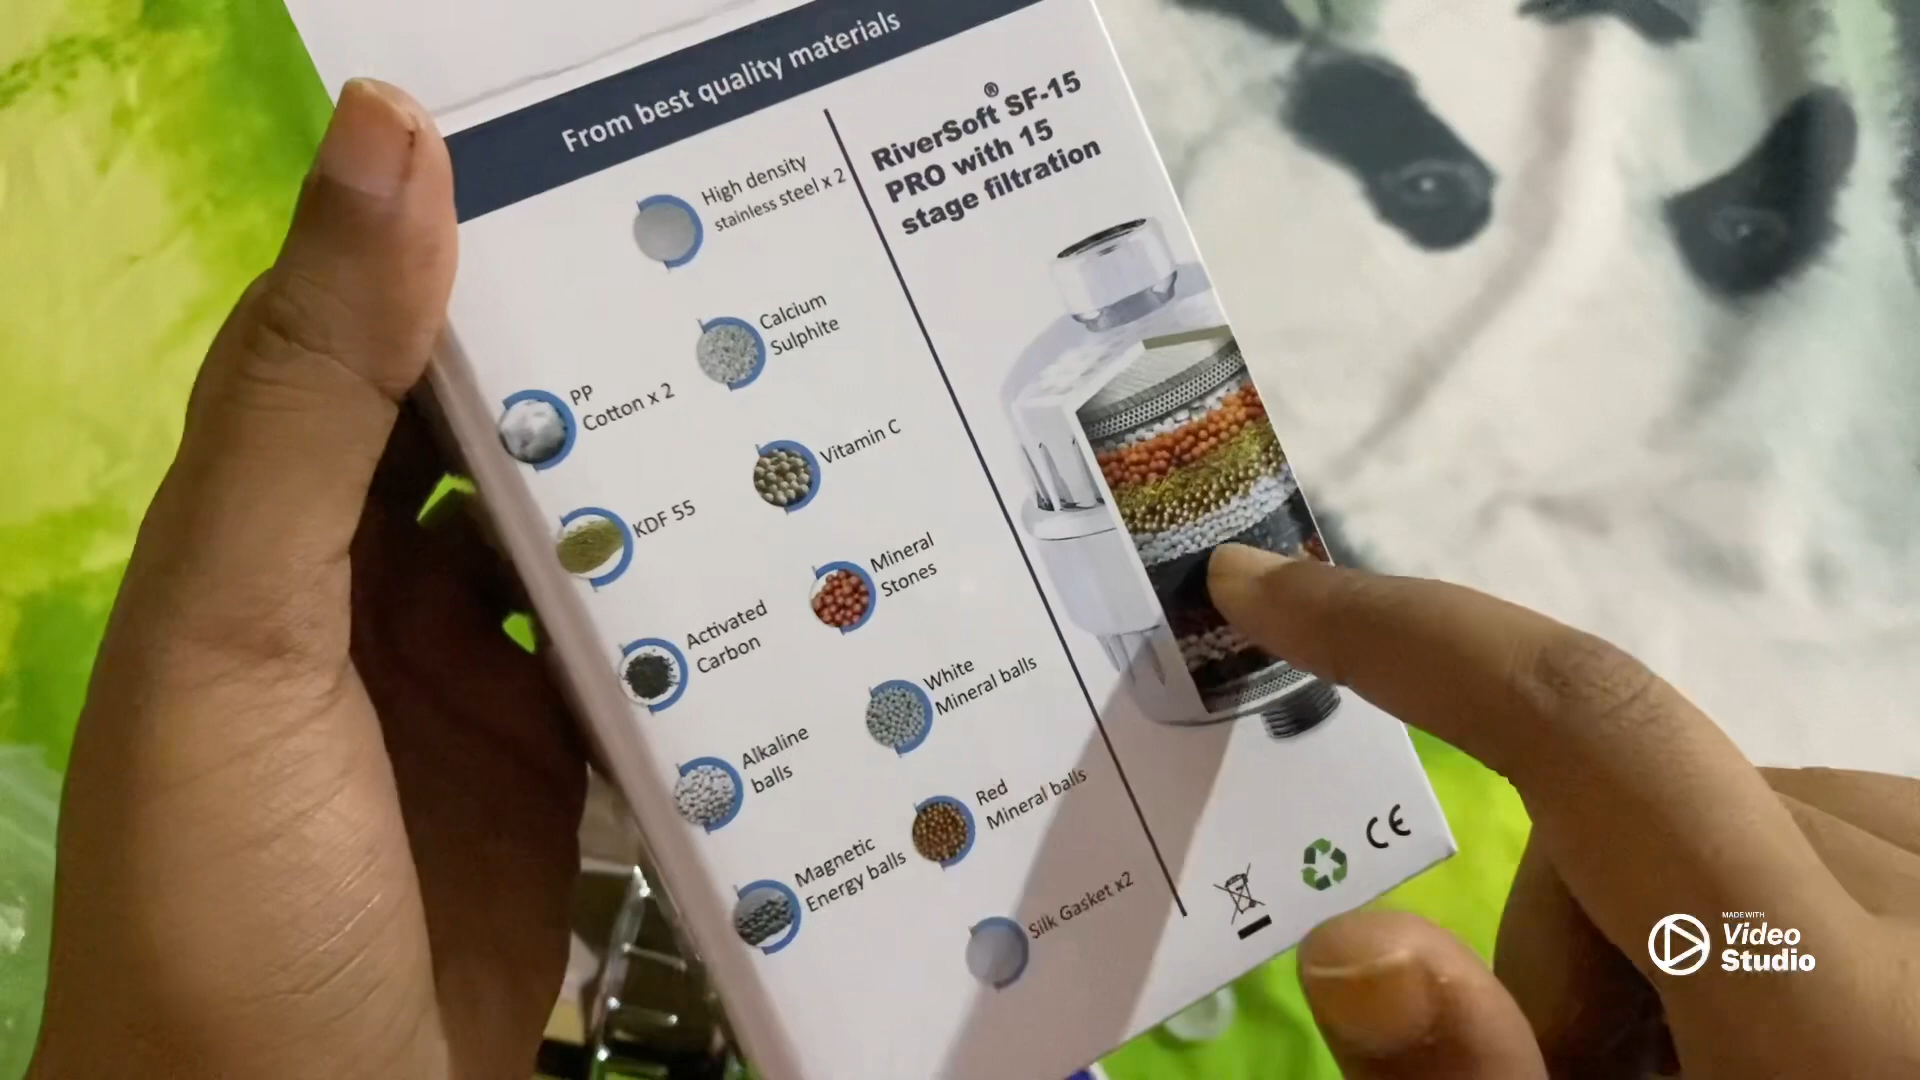 From best quality materials
High density
stainless steel x 2
Calcium
Sulphite
PP
Cotton x 2
Vitamin C
KDF 55
Mineral
Stones
Activated
Carbon
White
Mineral balls
Alkaline
balls
Red
Mineral balls
Magnetic
Energy balls
Silk Gasket x2
RiverSoft® SF-15
PRO with 15
stage filtration
CE
MADE WITH
Video
Studio